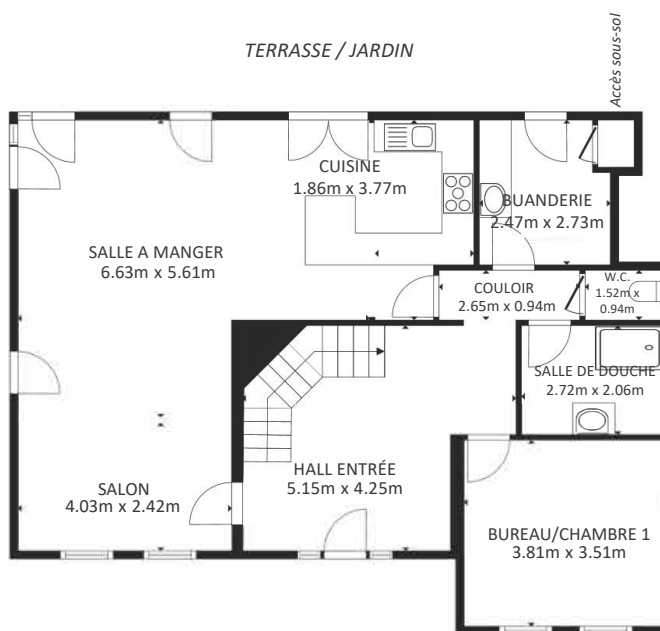 TERRASSE / JARDIN
Accès sous-sol
CUISINE
1.86m x 3.77m
BUANDERIE
2.47m x 2.73m
SALLE A MANGER
6.63m x 5.61m
COULOIR
2.65m x 0.94m
W.C.
1.52m x
0.94m
SALLE DE DOUCHE
2.72m x 2.06m
HALL ENTRÉE
5.15m x 4.25m
SALON
4.03m x 2.42m
BUREAU/CHAMBRE 1
3.81m x 3.51m